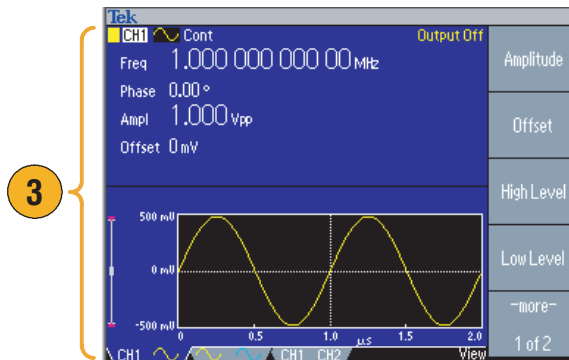 Tek
CH1 Cont Output Off
Freq 1.000 000 000 00 MHz
Phase 0.00 °
Ampl 1.000 Vpp
Offset 0 mV
3
500 mV
0 mV
-500 mV
0 0.5 1.0 1.5 2.0
µs
CH1 CH1 CH2 View
Amplitude
Offset
High Level
Low Level
-more-
1 of 2